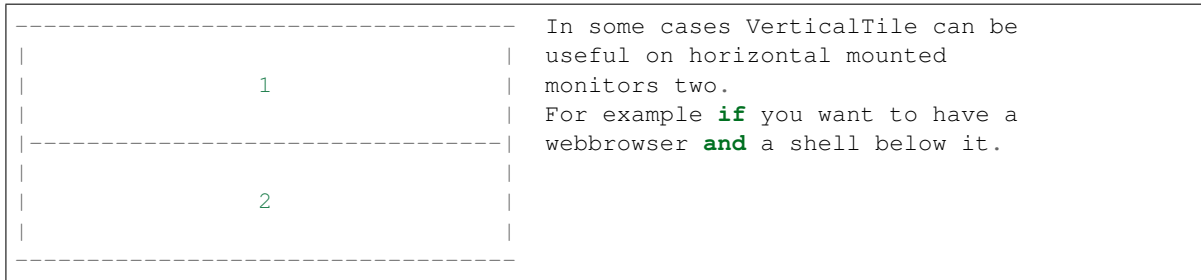 ----------------------------------- In some cases VerticalTile can be
| | useful on horizontal mounted
| 1 | monitors two.
| | For example if you want to have a
|---------------------------------| webbrowser and a shell below it.
| |
| 2 |
| |
-----------------------------------